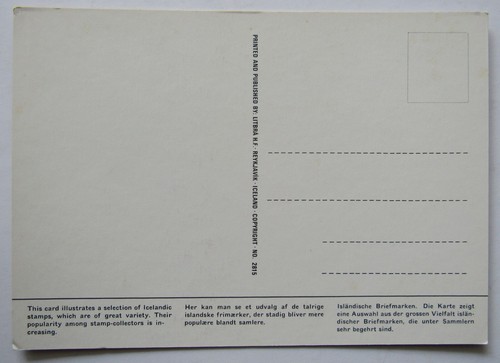 PRINTED AND PUBLISHED BY: LITBRA H.F. · REYKJAVIK · ICELAND · COPYRIGHT · NO. 2815
This card illustrates a selection of Icelandic
stamps, which are of great variety. Their
popularity among stamp-collectors is in-
creasing.
Her kan man se et udvalg af de talrige
islandske frimærker, der stadig bliver mere
populære blandt samlere.
Isländische Briefmarken. Die Karte zeigt
eine Auswahl aus der grossen Vielfalt islän-
discher Briefmarken, die unter Sammlern
sehr begehrt sind.